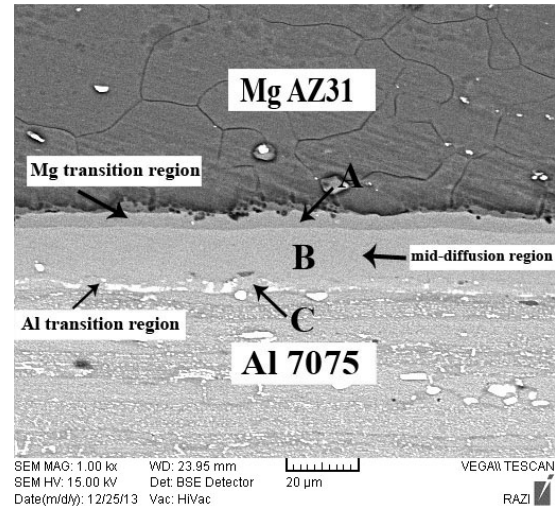 Mg AZ31
Mg transition region
A
B
mid-diffusion region
Al transition region
C
Al 7075
SEM MAG: 1.00 kx
WD: 23.95 mm
VEGA\\ TESCAN
SEM HV: 15.00 kV
Det: BSE Detector
20 µm
Date(m/d/y): 12/25/13
Vac: HiVac
RAZI